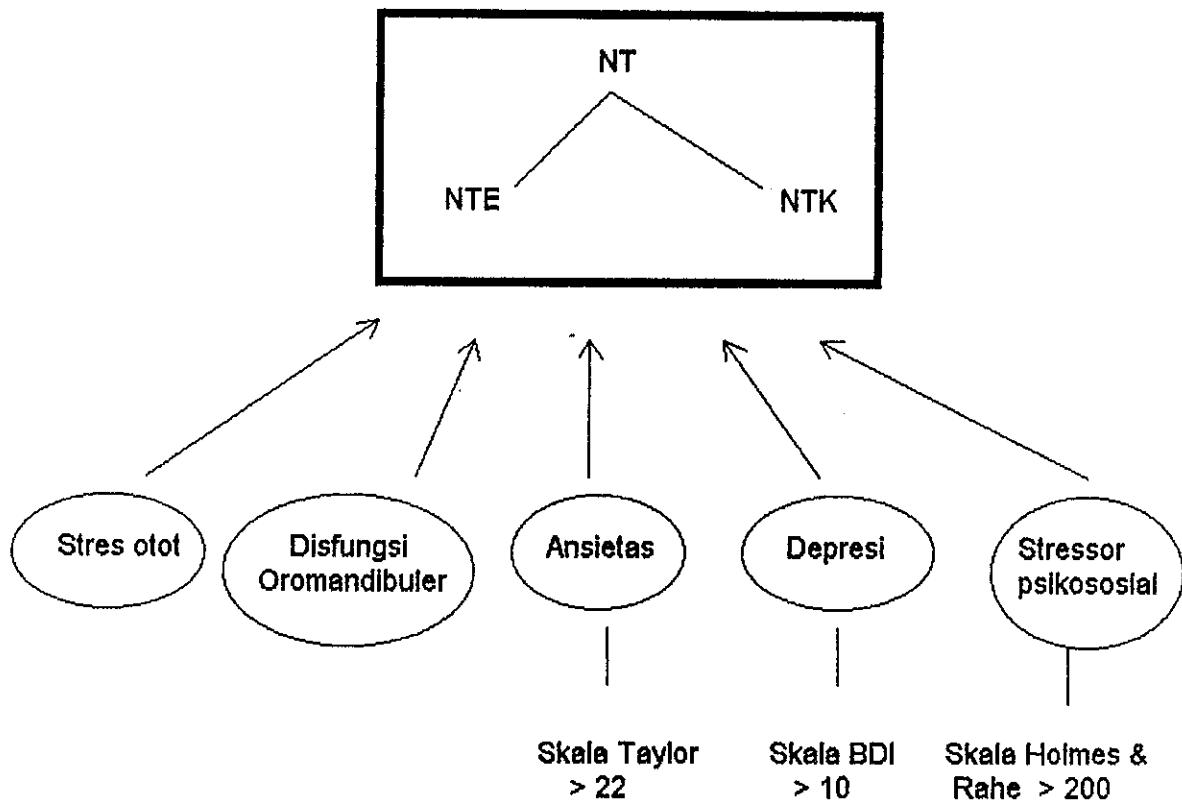 NT
NTE
NTK
Stres otot
Disfungsi
Oromandibuler
Ansietas
Depresi
Stressor
psikososial
Skala Taylor
> 22
Skala BDI
> 10
Skala Holmes &
Rahe > 200